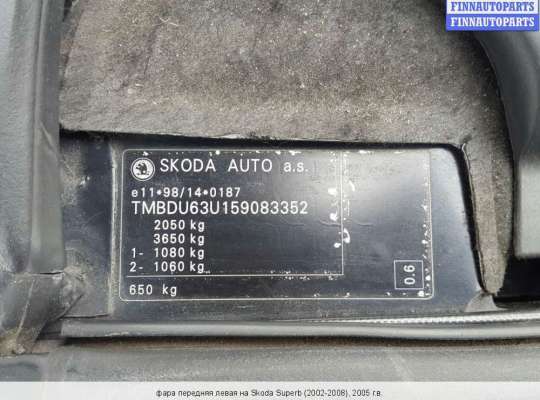 FINNAUTOPARTS
FINNAUTOPARTS
FINNAUTOPARTS
SKODA AUTO a.s.
e11*98/14*0187
TMBDU63U159083352
2050 kg
3650 kg
1- 1080 kg
2- 1060 kg
650 kg
0.6
фара передняя левая на Skoda Superb (2002-2008), 2005 г.в.